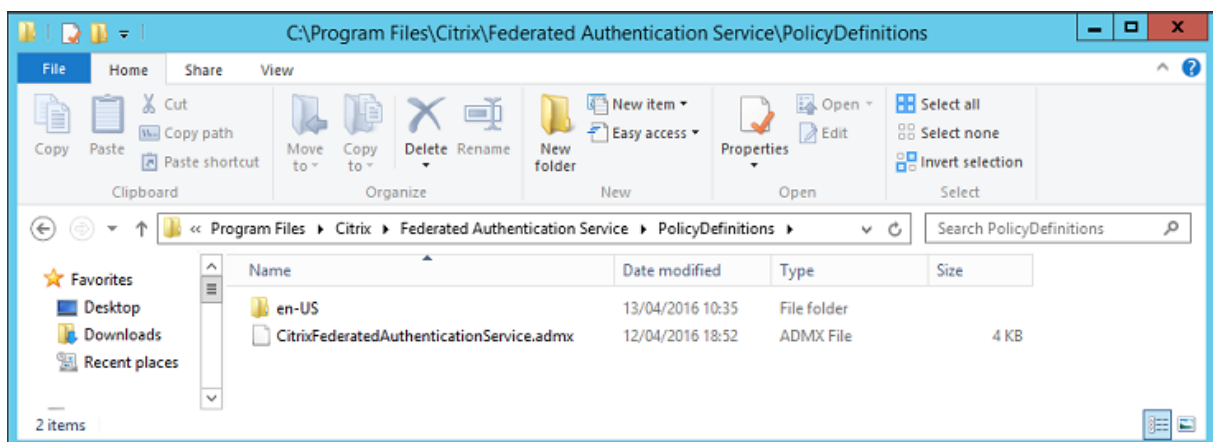 C:\Program Files\Citrix\Federated Authentication Service\PolicyDefinitions
File Home Share View
Copy
Paste
Cut
Copy path
Paste shortcut
Clipboard
Move to
Copy to
Delete
Rename
Organize
New folder
New item
Easy access
New
Properties
Open
Edit
Open
Select all
Select none
Invert selection
Select
« Program Files Citrix Federated Authentication Service PolicyDefinitions
Search PolicyDefinitions
Favorites
Desktop
Downloads
Recent places
Name Date modified Type Size
en-US 13/04/2016 10:35 File folder
CitrixFederatedAuthenticationService.admx 12/04/2016 18:52 ADMX File 4 KB
2 items